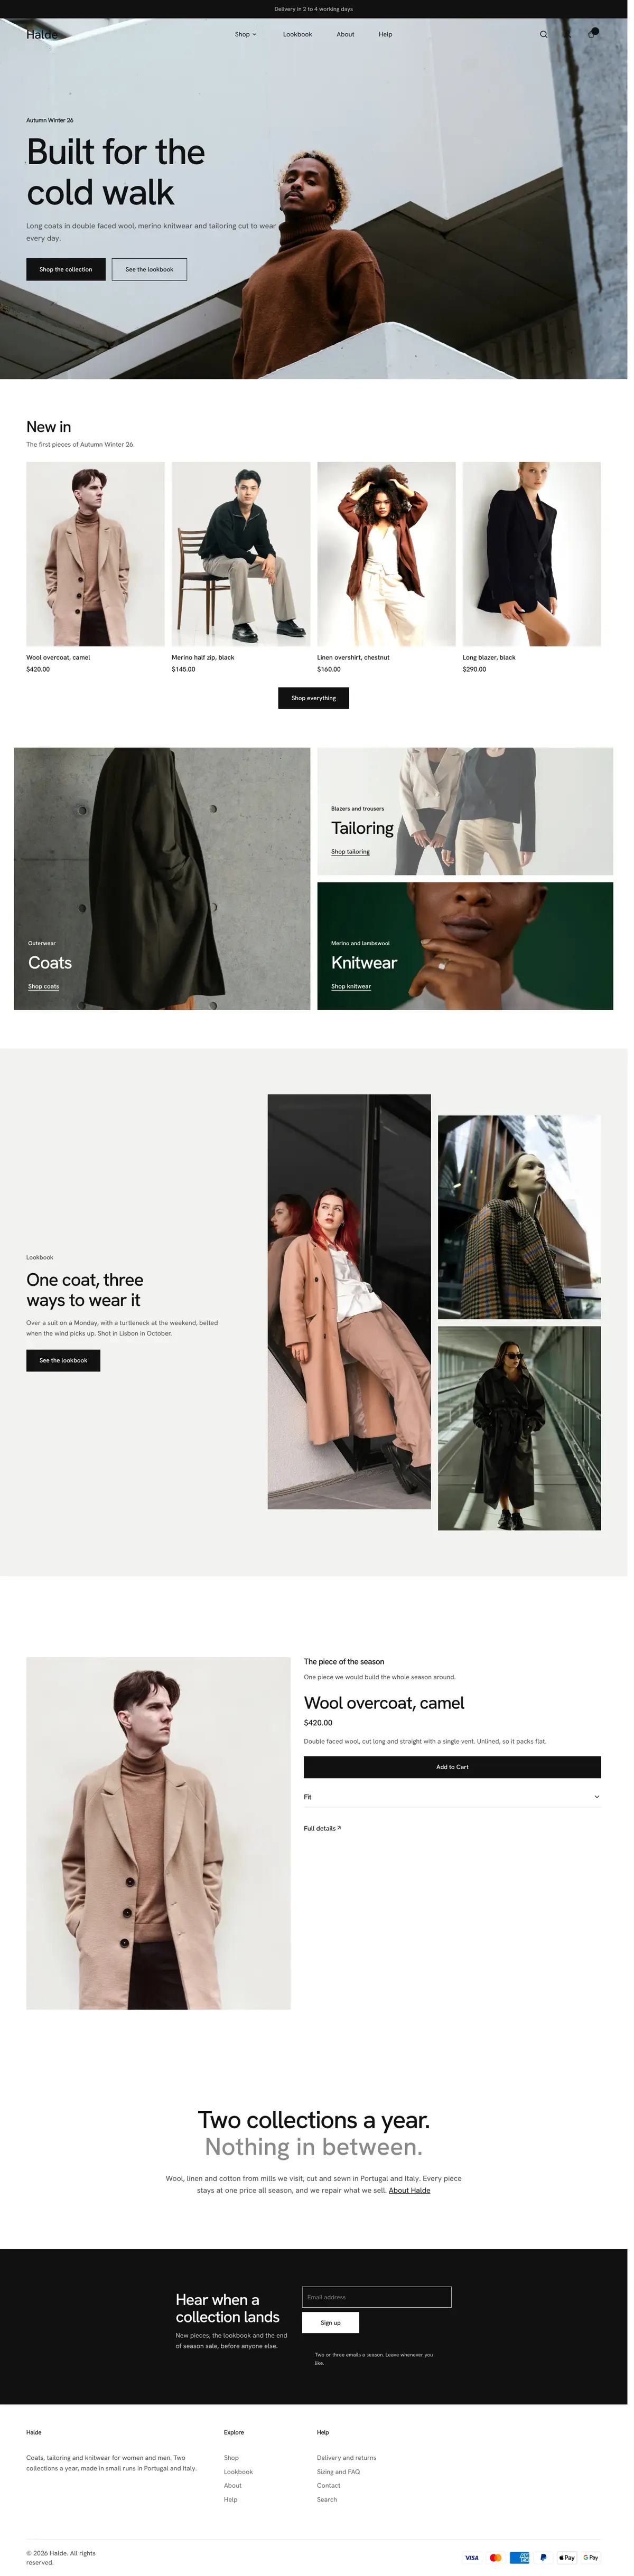 Delivery in 2 to 4 working days
Halde
Shop
Lookbook
About
Help
Autumn Winter 26
Built for the
cold walk
Long coats in double faced wool, merino knitwear and tailoring cut to wear
every day.
Shop the collection
See the lookbook
New in
The first pieces of Autumn Winter 26.
Wool overcoat, camel
$420.00
Merino half zip, black
$145.00
Linen overshirt, chestnut
$160.00
Long blazer, black
$290.00
Shop everything
Outerwear
Coats
Shop coats
Blazers and trousers
Tailoring
Shop tailoring
Merino and lambswool
Knitwear
Shop knitwear
Lookbook
One coat, three
ways to wear it
Over a suit on a Monday, with a turtleneck at the weekend, belted
when the wind picks up. Shot in Lisbon in October.
See the lookbook
The piece of the season
One piece we would build the whole season around.
Wool overcoat, camel
$420.00
Double faced wool, cut long and straight with a single vent. Unlined, so it packs flat.
Add to Cart
Fit
Full details
Two collections a year.
Nothing in between.
Wool, linen and cotton from mills we visit, cut and sewn in Portugal and Italy. Every piece
stays at one price all season, and we repair what we sell. About Halde
Hear when a
collection lands
New pieces, the lookbook and the end
of season sale, before anyone else.
Email address
Sign up
Two or three emails a season. Leave whenever you
like.
Halde
Coats, tailoring and knitwear for women and men. Two
collections a year, made in small runs in Portugal and Italy.
Explore
Shop
Lookbook
About
Help
Help
Delivery and returns
Sizing and FAQ
Contact
Search
© 2026 Halde. All rights
reserved.
VISA
AMEX
Pay
G Pay